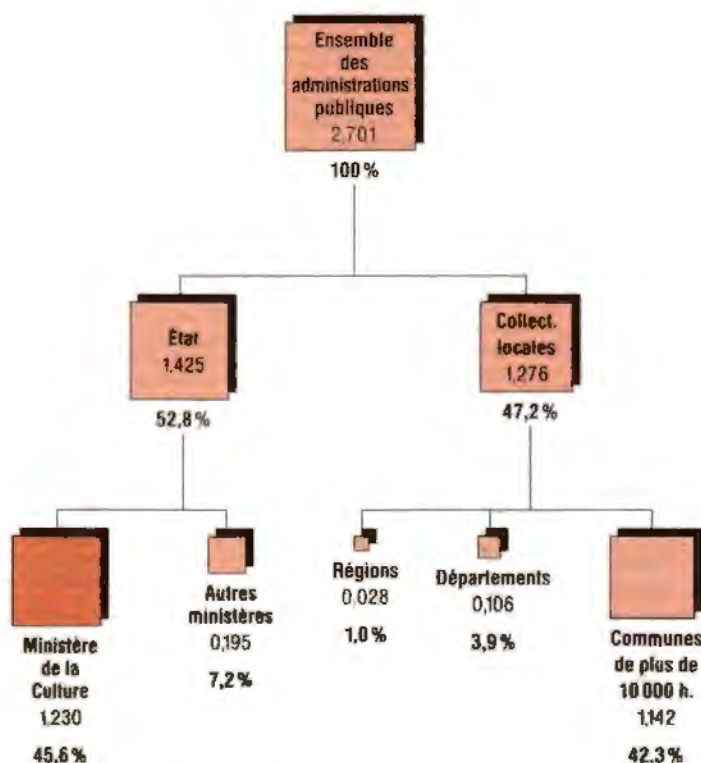 Ensemble
des
administrations
publiques
2,701
100 %
État
1,425
52,8 %
Collect.
locales
1,276
47,2 %
Ministère
de la
Culture
1,230
45,6 %
Autres
ministères
0,195
7,2 %
Régions
0,028
1,0 %
Départements
0,106
3,9 %
Communes
de plus de
10 000 h.
1,142
42,3 %